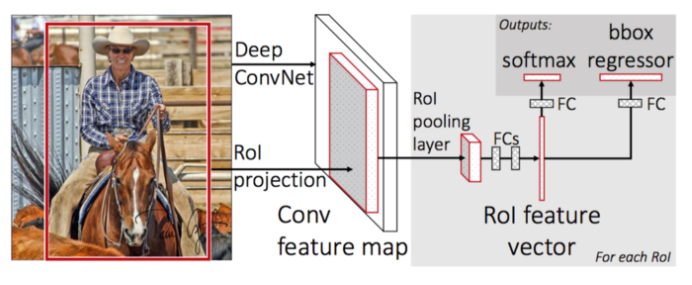 Deep
ConvNet
RoI
projection
Conv
feature map
RoI
pooling
layer
FCs
RoI feature
vector
Outputs:
softmax
bbox
regressor
FC
FC
For each RoI